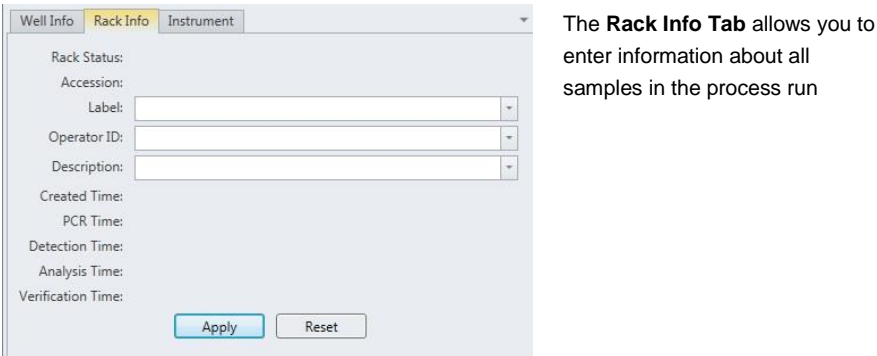 Well Info Rack Info Instrument
Rack Status:
Accession:
Label:
Operator ID:
Description:
Created Time:
PCR Time:
Detection Time:
Analysis Time:
Verification Time:
Apply Reset
The Rack Info Tab allows you to
enter information about all
samples in the process run